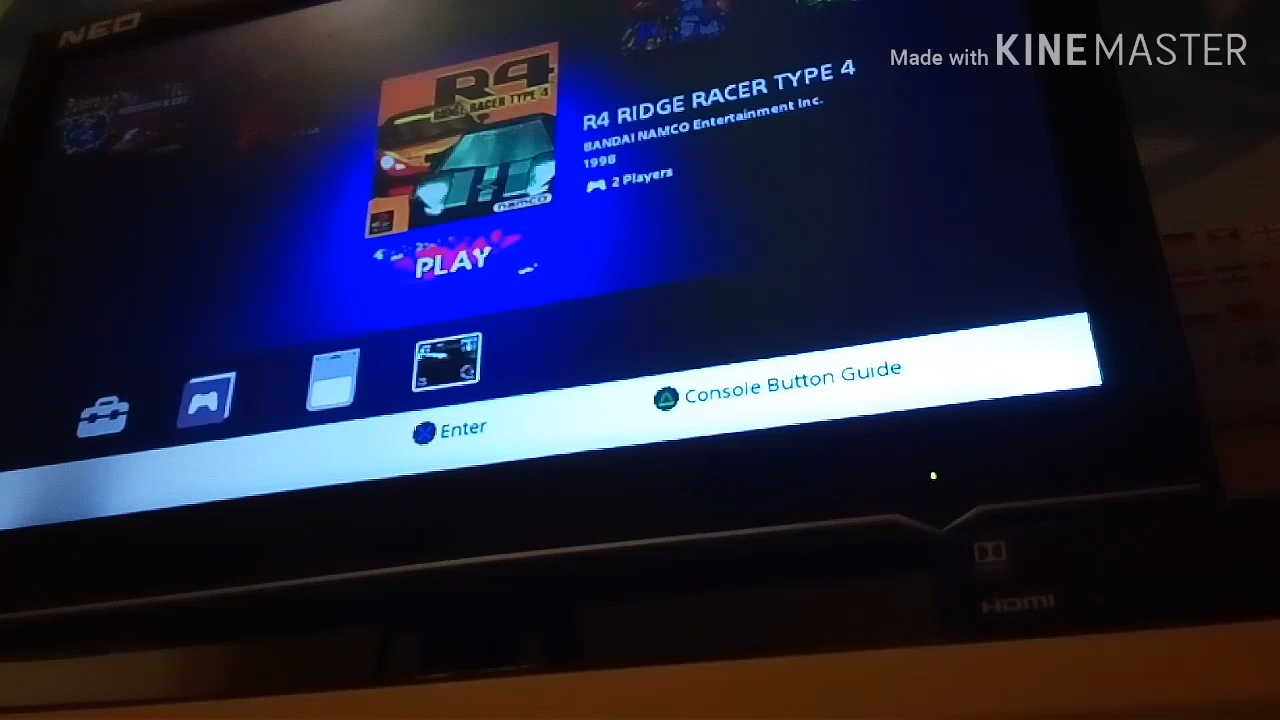 NEO
Made with KINEMASTER
R4
RIDGE RACER TYPE 4
namco
R4 RIDGE RACER TYPE 4
BANDAI NAMCO Entertainment Inc.
1998
2 Players
PLAY
Enter
Console Button Guide
HDMI